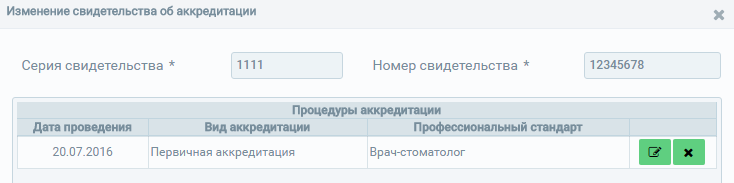 Изменение свидетельства об аккредитации
Серия свидетельства * 1111 Номер свидетельства * 12345678
Процедуры аккредитации
Дата проведения Вид аккредитации Профессиональный стандарт
20.07.2016 Первичная аккредитация Врач-стоматолог